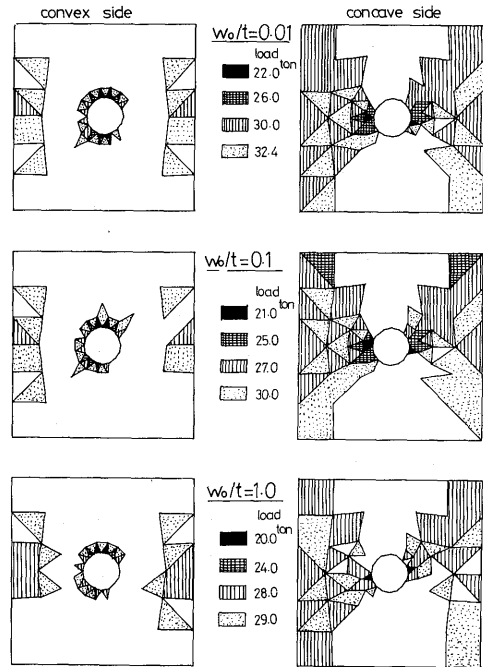 convex side
w₀/t=0.01
concave side
load
22.0 ton
26.0
30.0
32.4
w₀/t=0.1
load
21.0 ton
25.0
27.0
30.0
w₀/t=1.0
load
20.0 ton
24.0
28.0
29.0